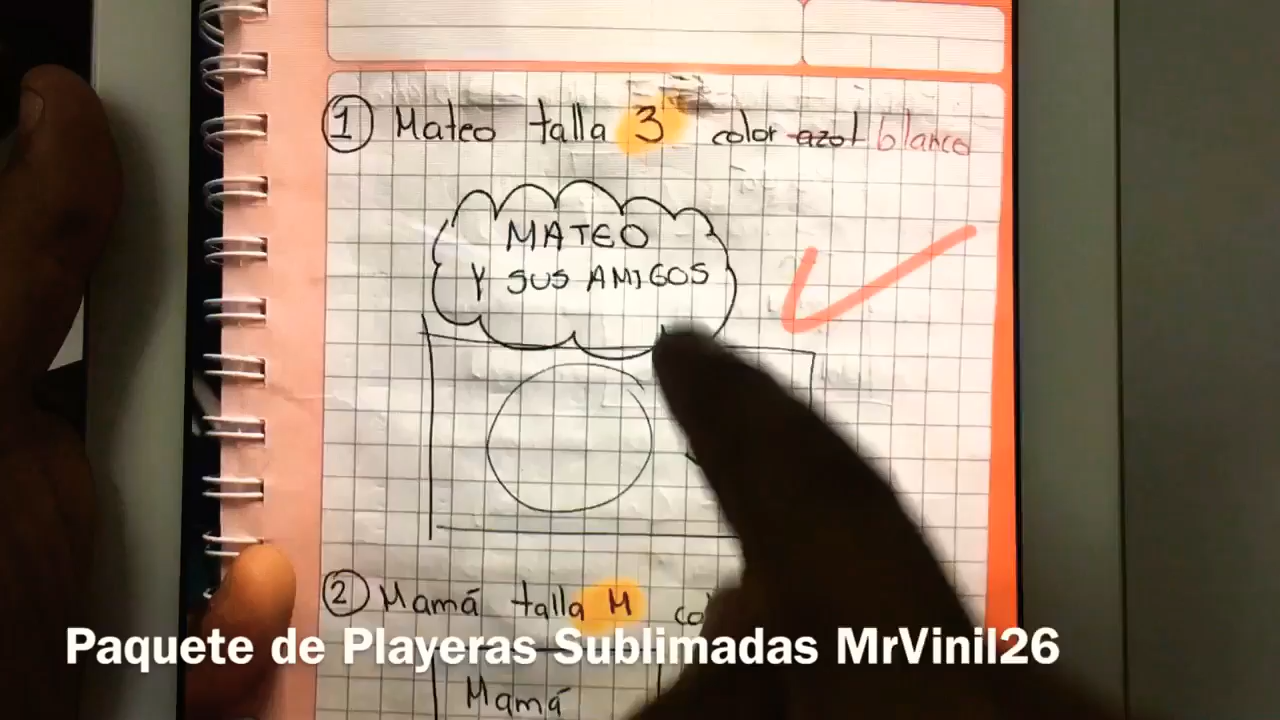 1 Mateo talla 3 color azul blanco
MATEO
Y SUS AMIGOS
2 Mamá talla M co
Paquete de Playeras Sublimadas MrVinil26
Mamá